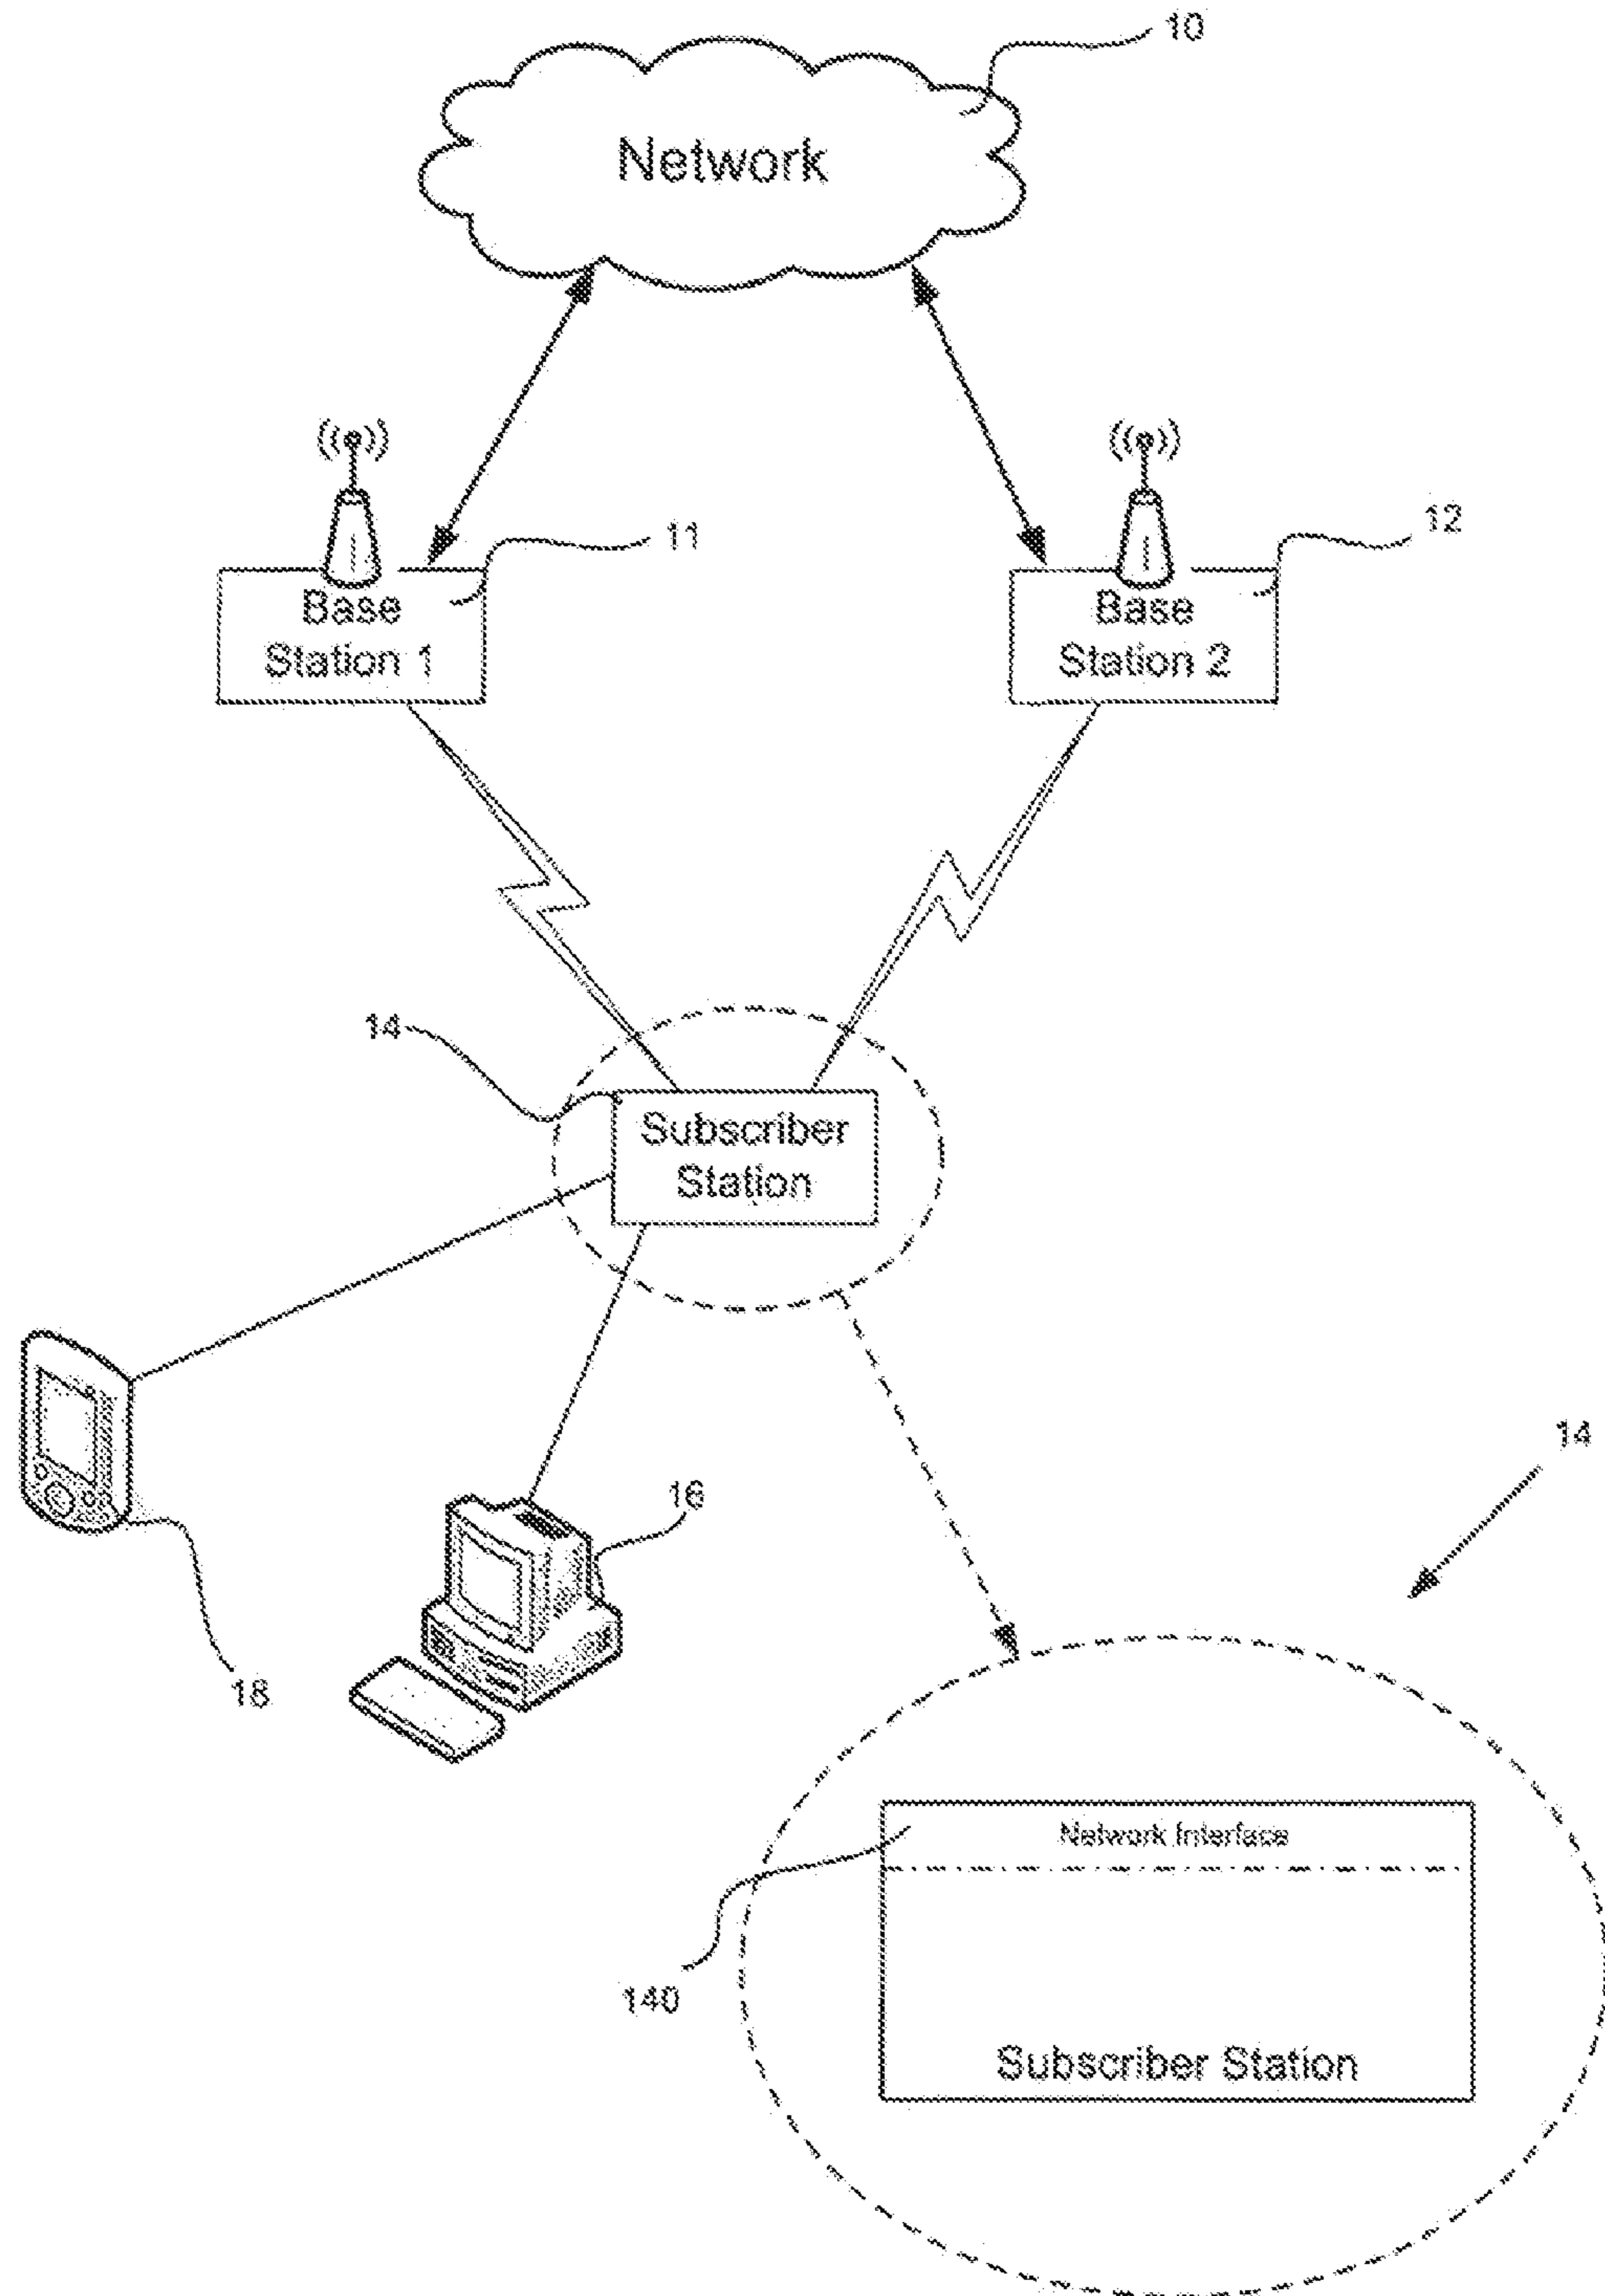 10
Network
11
12
Base
Station 1
Base
Station 2
14
Subscriber
Station
14
16
18
Network Interface
140
Subscriber Station